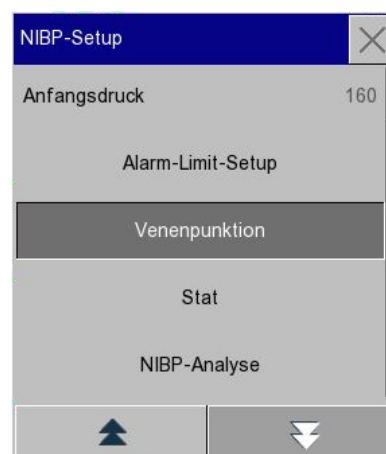 NIBP-Setup
Anfangsdruck 160
Alarm-Limit-Setup
Venenpunktion
Stat
NIBP-Analyse